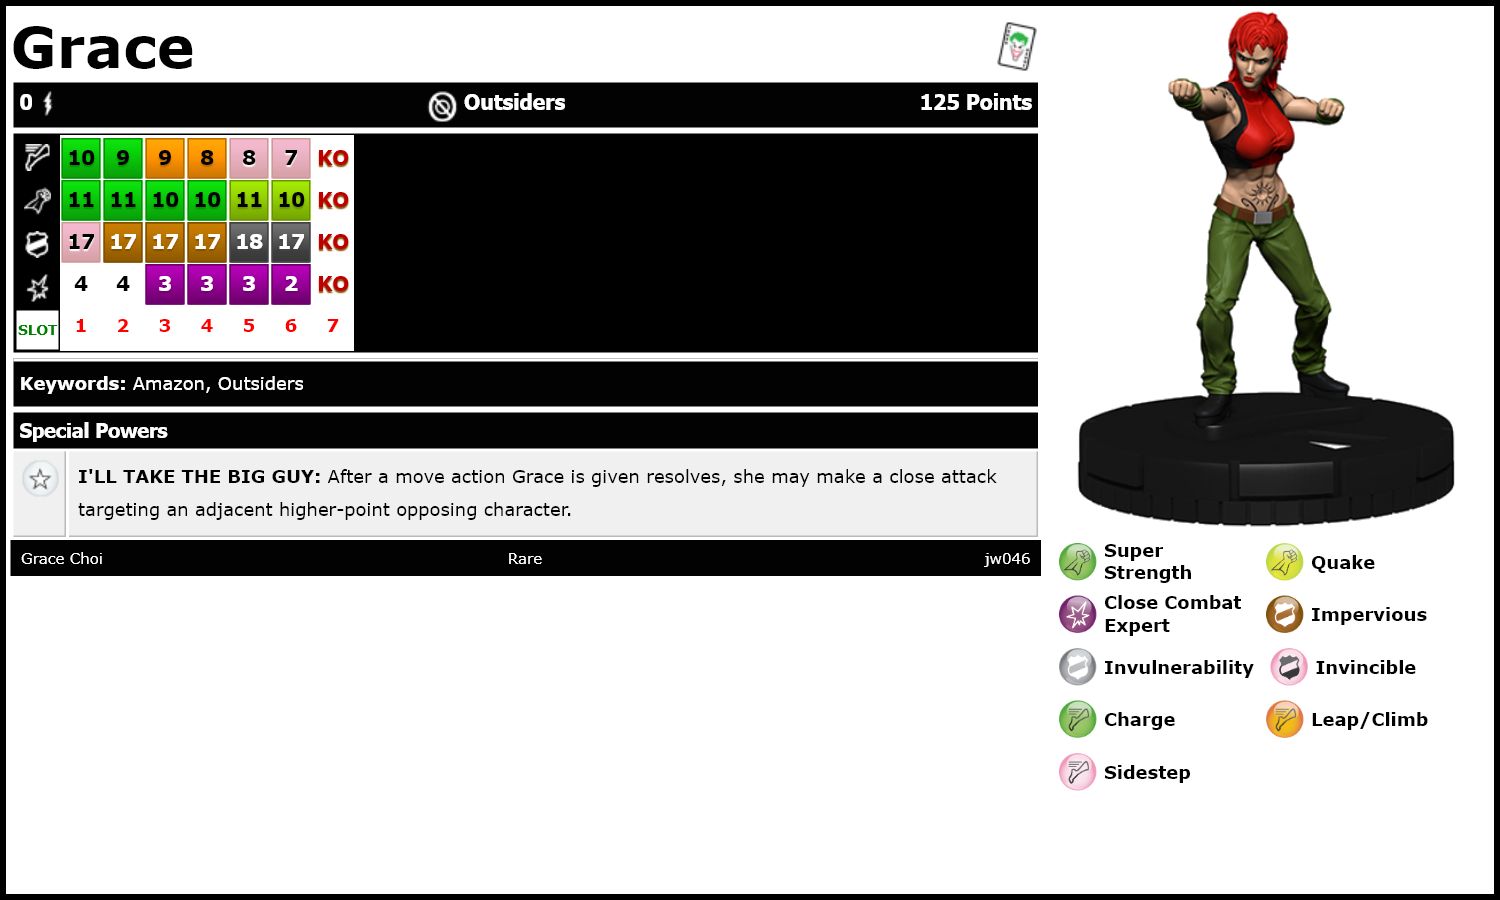 Grace
0 Outsiders 125 Points
10 9 9 8 8 7 KO
11 11 10 10 11 10 KO
17 17 17 17 18 17 KO
4 4 3 3 3 2 KO
SLOT 1 2 3 4 5 6 7
Keywords: Amazon, Outsiders
Special Powers
I'LL TAKE THE BIG GUY: After a move action Grace is given resolves, she may make a close attack
targeting an adjacent higher-point opposing character.
Grace Choi Rare jw046
Super
Strength
Quake
Close Combat
Expert
Impervious
Invulnerability
Invincible
Charge
Leap/Climb
Sidestep